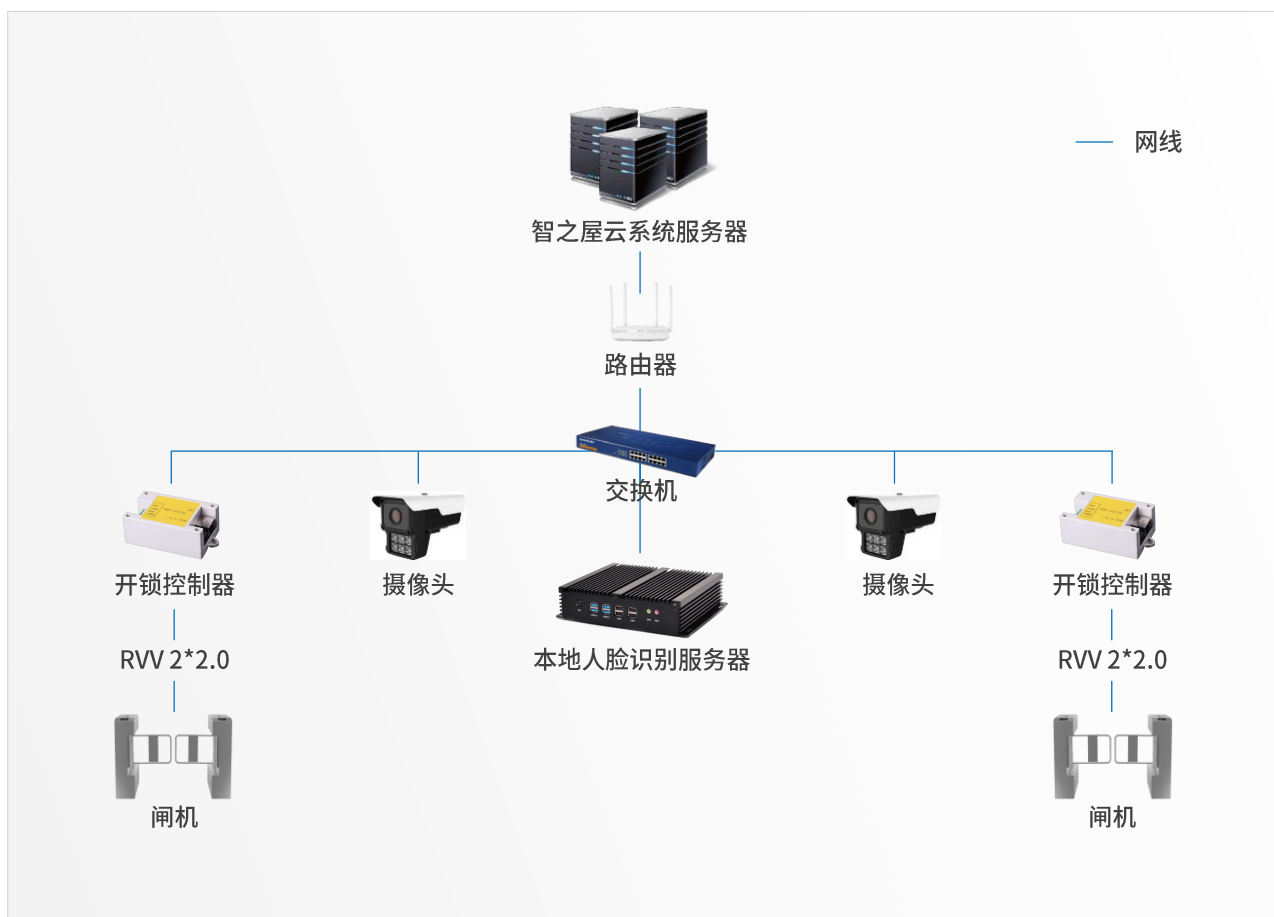 网线
智之屋云系统服务器
路由器
交换机
开锁控制器
摄像头
摄像头
开锁控制器
RVV 2*2.0
本地人脸识别服务器
RVV 2*2.0
闸机
闸机